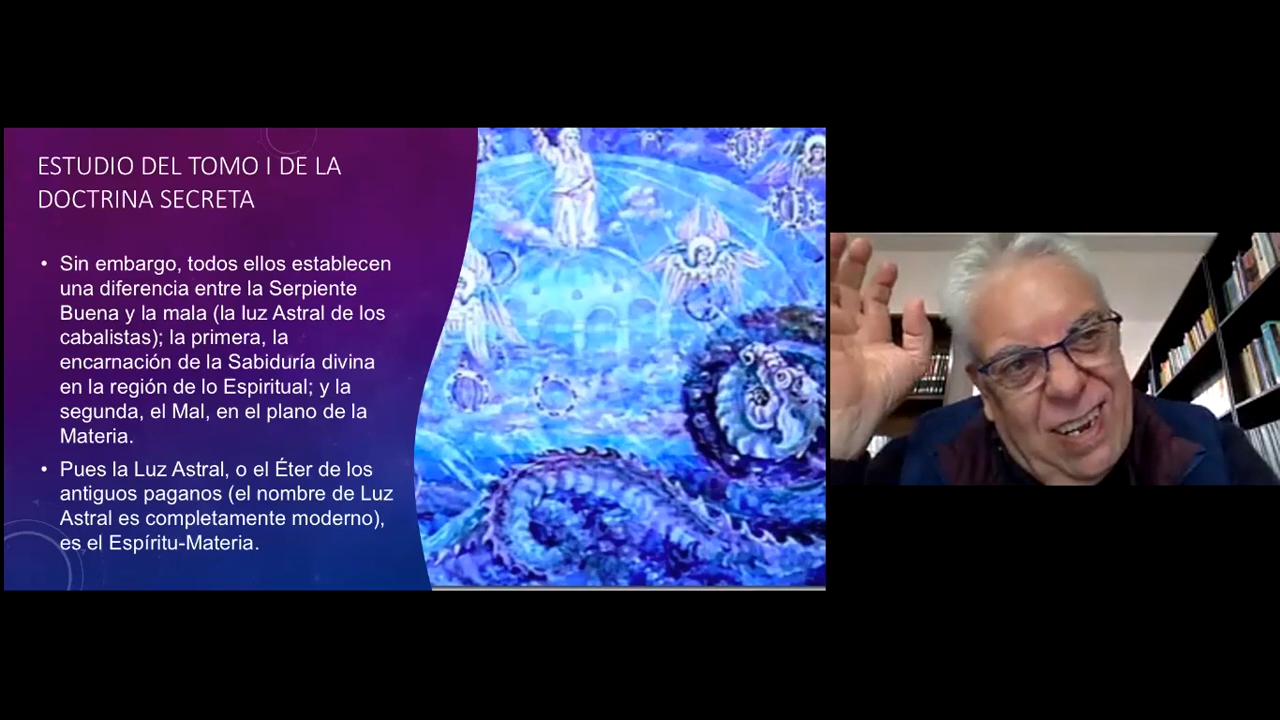 ESTUDIO DEL TOMO I DE LA
DOCTRINA SECRETA
• Sin embargo, todos ellos establecen
una diferencia entre la Serpiente
Buena y la mala (la luz Astral de los
cabalistas); la primera, la
encarnación de la Sabiduría divina
en la región de lo Espiritual; y la
segunda, el Mal, en el plano de la
Materia.
• Pues la Luz Astral, o el Éter de los
antiguos paganos (el nombre de Luz
Astral es completamente moderno),
es el Espíritu-Materia.